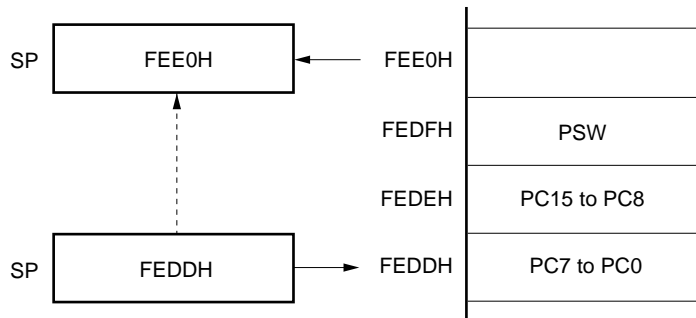 SP FEE0H FEE0H
FEDFH PSW
FEDEH PC15 to PC8
SP FEDDH FEDDH PC7 to PC0